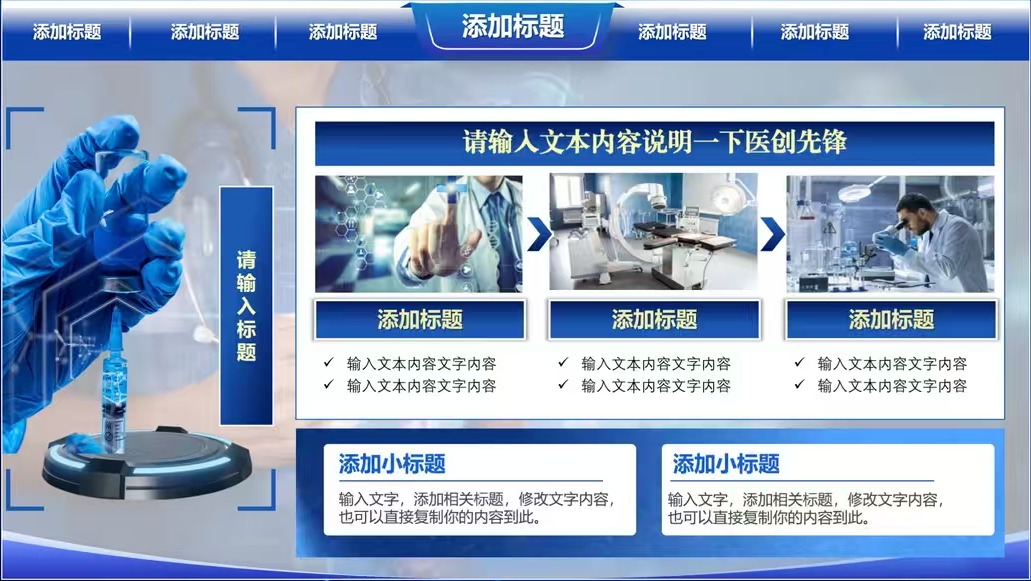 添加标题
添加标题
添加标题
添加标题
添加标题
添加标题
添加标题
请输入标题
请输入文本内容说明一下医创先锋
添加标题
添加标题
添加标题
输入文本内容文字内容
输入文本内容文字内容
输入文本内容文字内容
输入文本内容文字内容
输入文本内容文字内容
输入文本内容文字内容
添加小标题
输入文字，添加相关标题，修改文字内容，
也可以直接复制你的内容到此。
添加小标题
输入文字，添加相关标题，修改文字内容，
也可以直接复制你的内容到此。